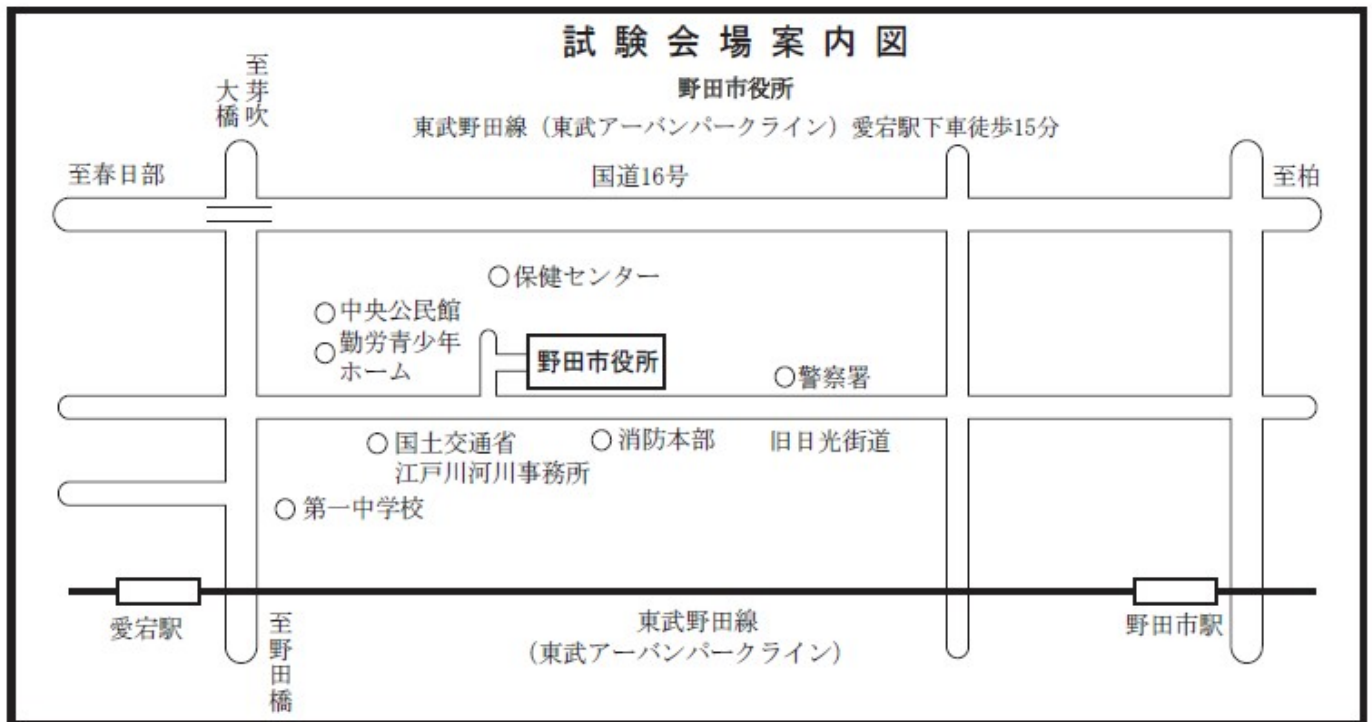 試験会場案内図
野田市役所
東武野田線（東武アーバンパークライン）愛宕駅下車徒歩15分
至芽吹
大橋
至春日部
国道16号
至柏
○保健センター
○中央公民館
○勤労青少年
ホーム
野田市役所
○警察署
○国土交通省
江戸川河川事務所
○消防本部
旧日光街道
○第一中学校
愛宕駅
至野田橋
東武野田線
（東武アーバンパークライン）
野田市駅